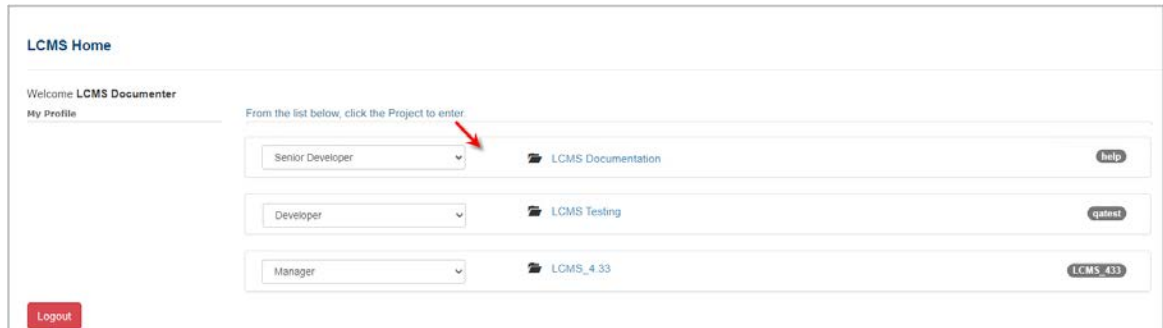 LCMS Home
Welcome LCMS Documenter
My Profile
From the list below, click the Project to enter.
Senior Developer LCMS Documentation help
Developer LCMS Testing qatest
Manager LCMS_4.33 LCMS_433
Logout